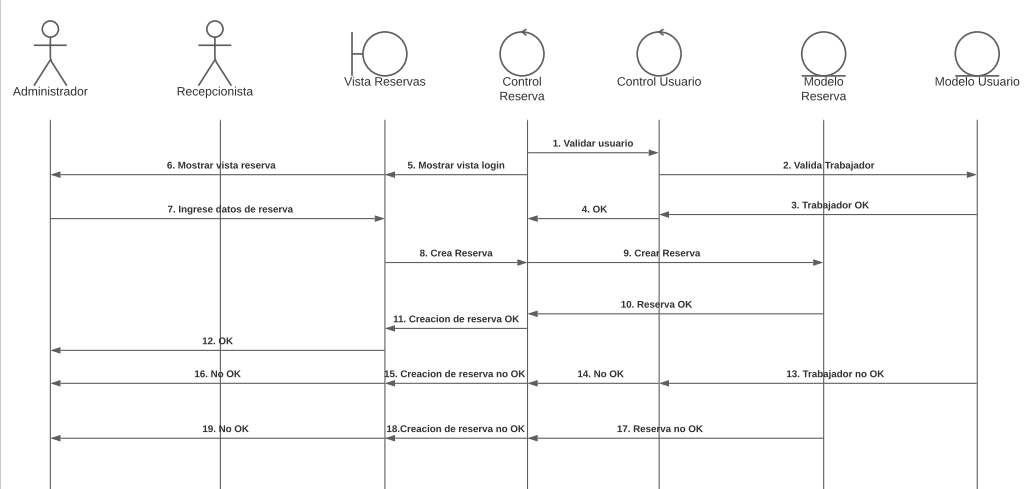 Administrador
Recepcionista
Vista Reservas
Control
Reserva
Control Usuario
Modelo
Reserva
Modelo Usuario
1. Validar usuario
6. Mostrar vista reserva
5. Mostrar vista login
2. Valida Trabajador
7. Ingrese datos de reserva
4. OK
3. Trabajador OK
8. Crea Reserva
9. Crear Reserva
10. Reserva OK
11. Creacion de reserva OK
12. OK
16. No OK
15. Creacion de reserva no OK
14. No OK
13. Trabajador no OK
19. No OK
18.Creacion de reserva no OK
17. Reserva no OK